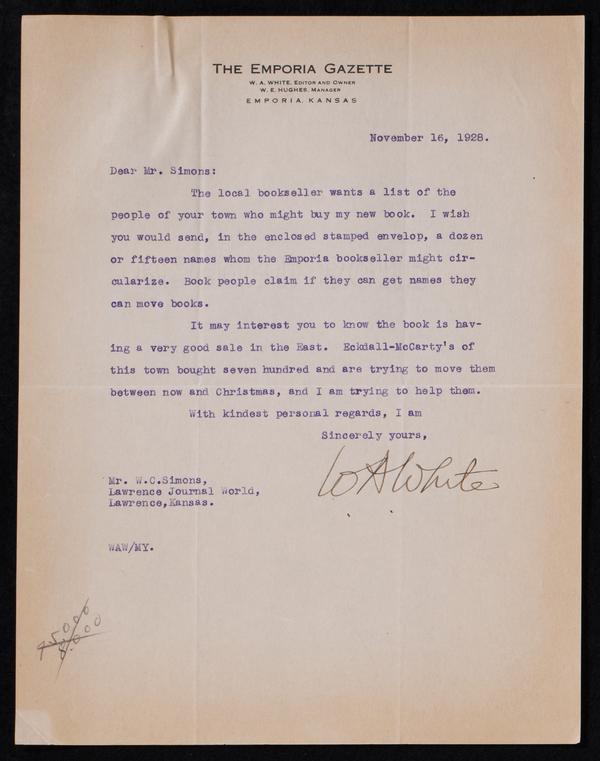 THE EMPORIA GAZETTE
W. A. WHITE, EDITOR AND OWNER
W. E. HUGHES, MANAGER
EMPORIA, KANSAS
November 16, 1928.
Dear Mr. Simons:
The local bookseller wants a list of the
people of your town who might buy my new book. I wish
you would send, in the enclosed stamped envelop, a dozen
or fifteen names whom the Emporia bookseller might cir-
cularize. Book people claim if they can get names they
can move books.
It may interest you to know the book is hav-
ing a very good sale in the East. Eckdall-McCarty's of
this town bought seven hundred and are trying to move them
between now and Christmas, and I am trying to help them.
With kindest personal regards, I am
Sincerely yours,
W A White
Mr. W.C.Simons,
Lawrence Journal World,
Lawrence,Kansas.
WAW/MY.